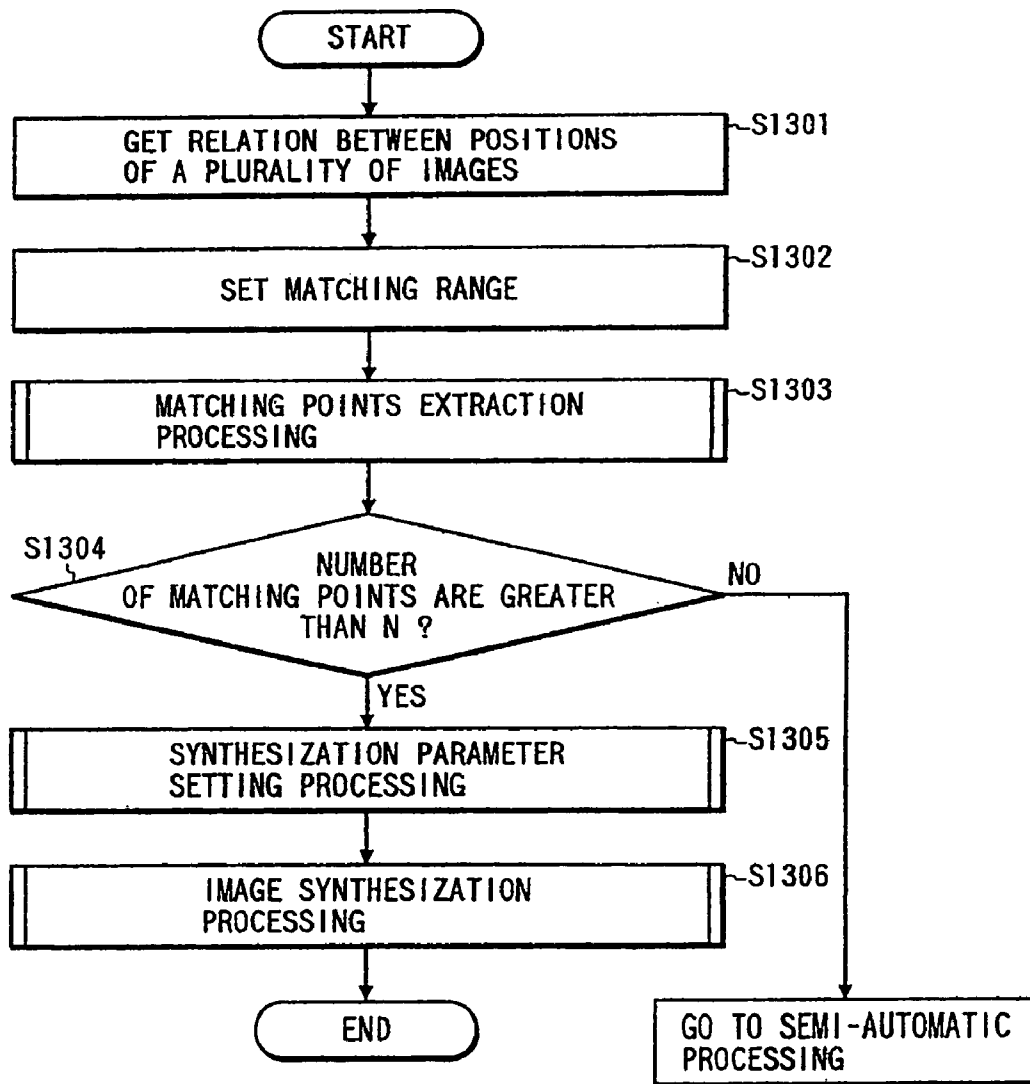 START
S1301
GET RELATION BETWEEN POSITIONS
OF A PLURALITY OF IMAGES
S1302
SET MATCHING RANGE
S1303
MATCHING POINTS EXTRACTION
PROCESSING
S1304
NUMBER
OF MATCHING POINTS ARE GREATER
THAN N ?
NO
YES
S1305
SYNTHESIZATION PARAMETER
SETTING PROCESSING
S1306
IMAGE SYNTHESIZATION
PROCESSING
END
GO TO SEMI-AUTOMATIC
PROCESSING